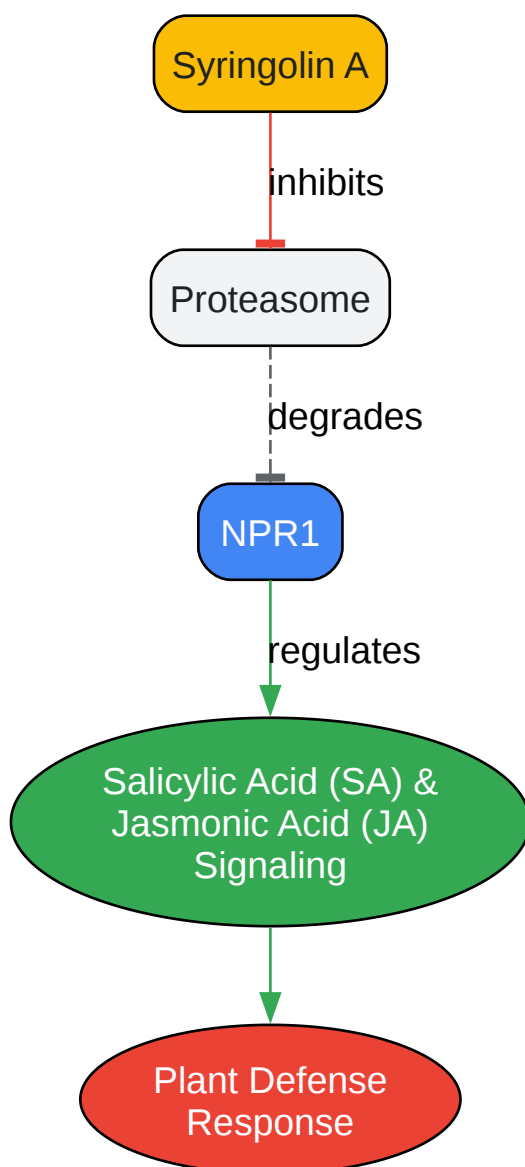 Syringolin A
inhibits
Proteasome
degrades
NPR1
regulates
Salicylic Acid (SA) &
Jasmonic Acid (JA)
Signaling
Plant Defense
Response